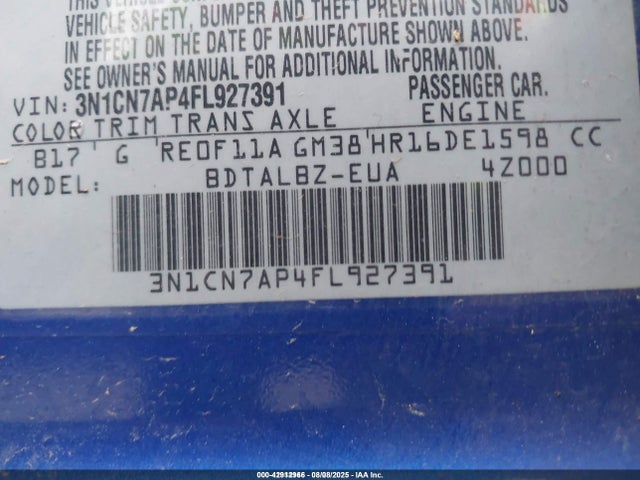 VEHICLE SAFETY, BUMPER AND THEFT PREVENTION STANDARDS
IN EFFECT ON THE DATE OF MANUFACTURE SHOWN ABOVE.
SEE OWNER'S MANUAL FOR ADDITIONAL INFORMATION.
VIN: 3N1CN7AP4FL927391 PASSENGER CAR.
COLOR TRIM TRANS AXLE ENGINE
B17 G RE0F11A GM38 HR16DE1598 CC
MODEL: BDTALBZ-EUA 4Z000
3N1CN7AP4FL927391
000-42912966 - 08/08/2025 - IAA Inc.